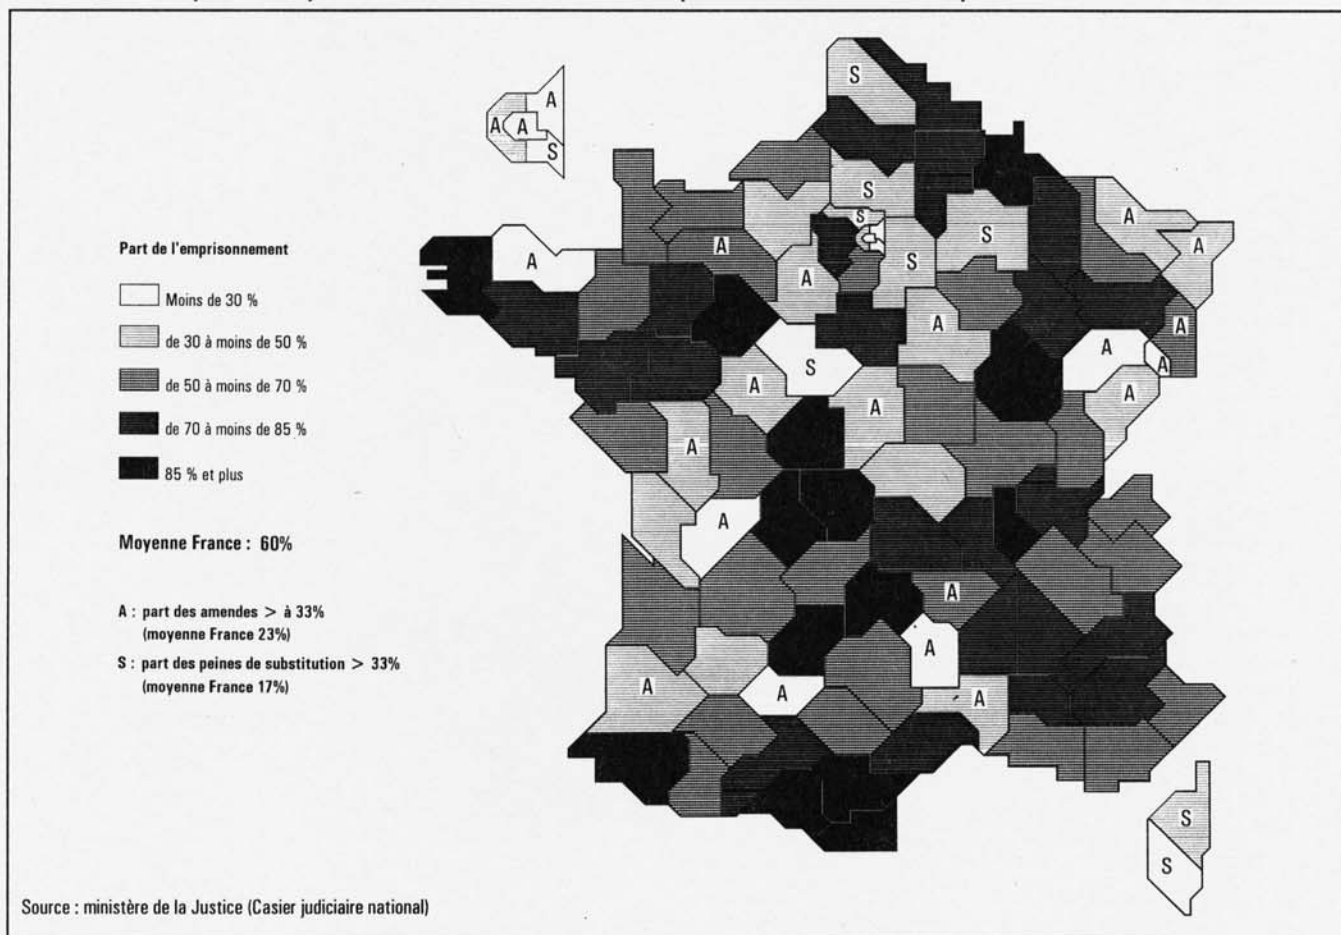 Part de l'emprisonnement
Moins de 30 %
de 30 à moins de 50 %
de 50 à moins de 70 %
de 70 à moins de 85 %
85 % et plus
Moyenne France : 60%
A : part des amendes > à 33%
(moyenne France 23%)
S : part des peines de substitution > 33%
(moyenne France 17%)
A
A A
S
S
S
S
A
A
S
A
A
S
A
A
A
A
S
A
A
A
A
A
A
A
A
A
A
A
S
S
Source : ministère de la Justice (Casier judiciaire national)